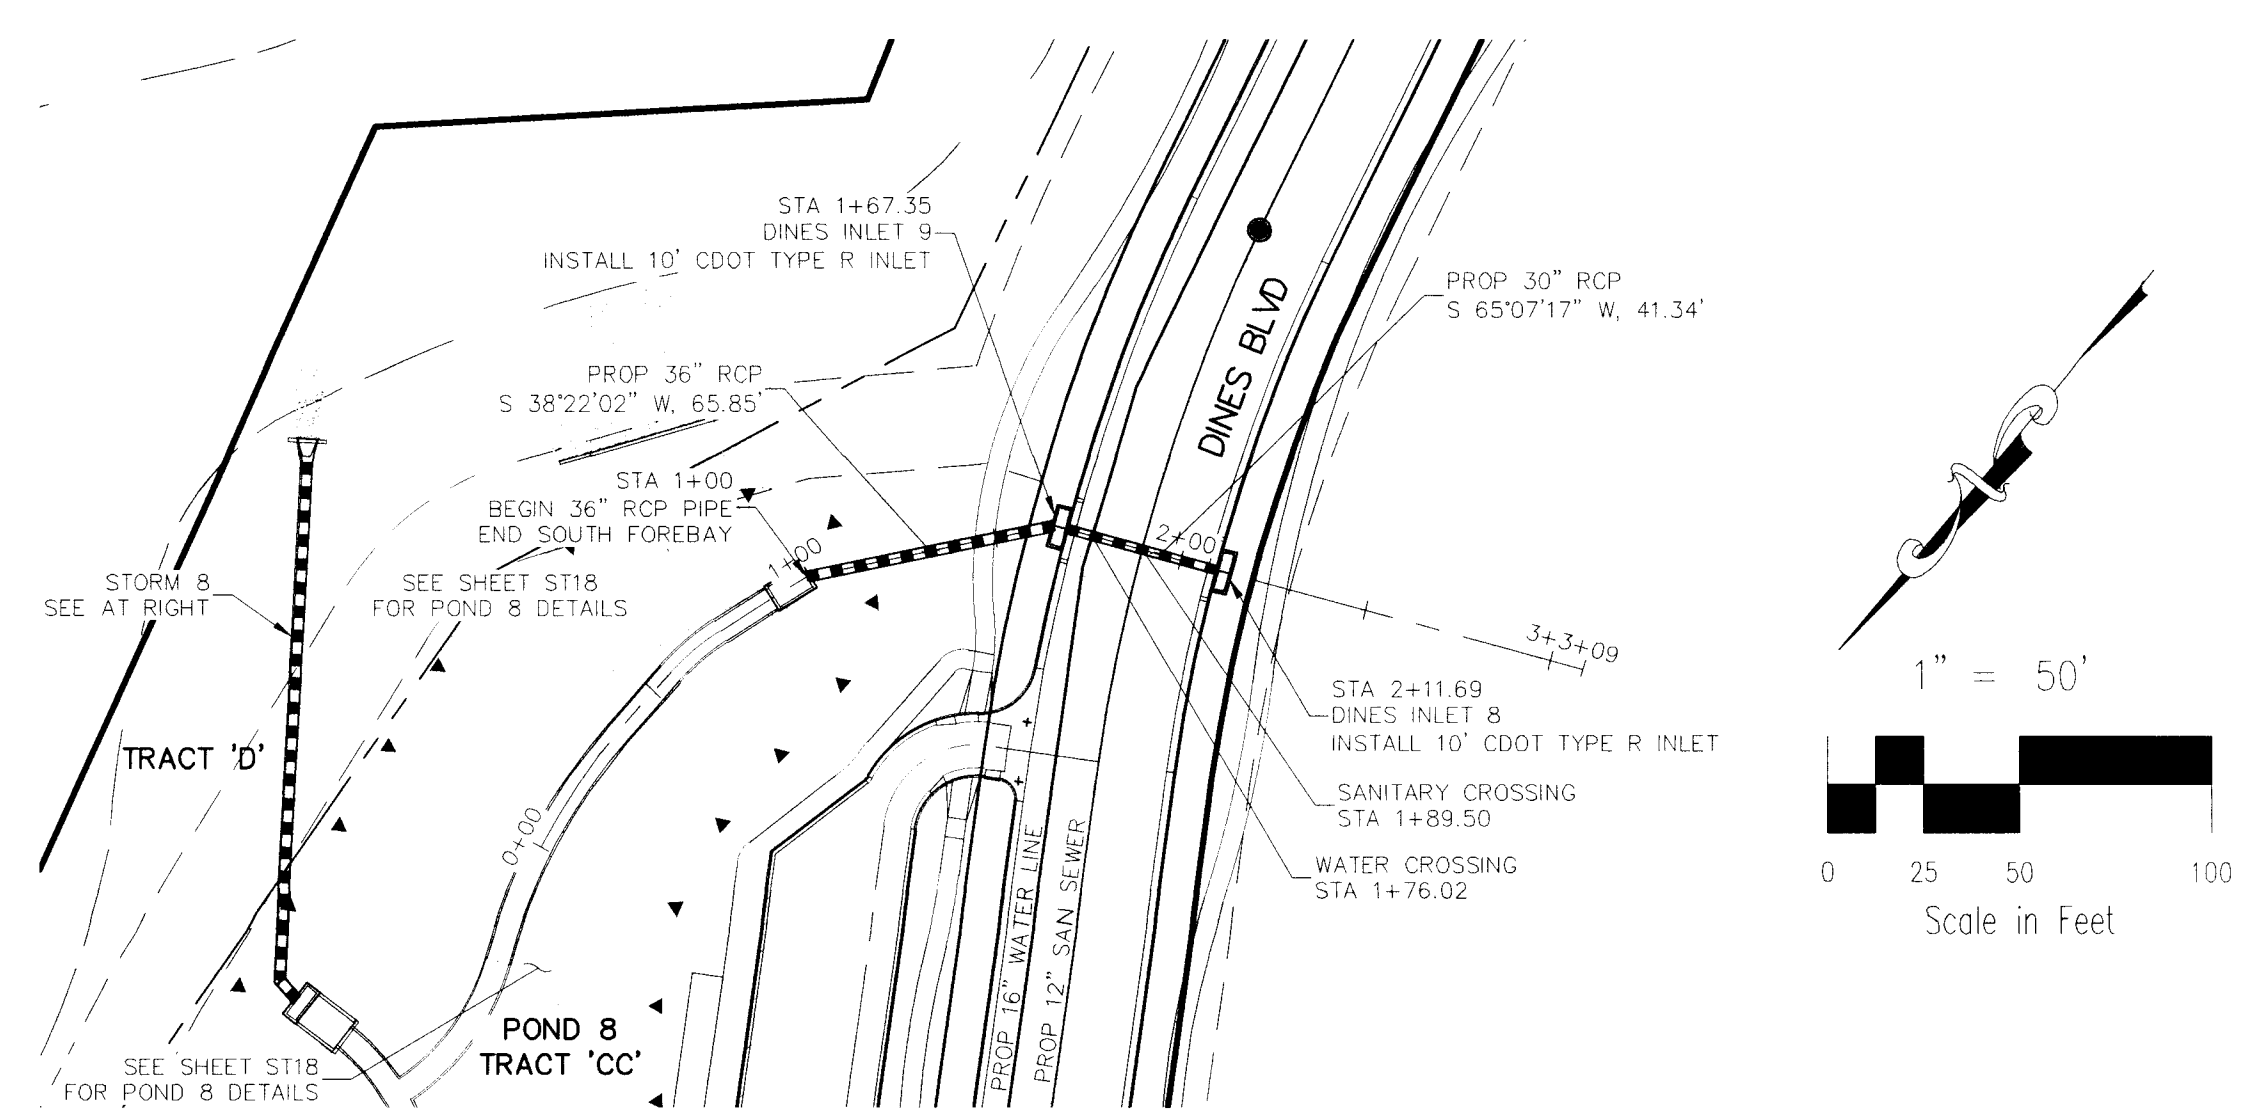 STA 1+67.35
DINES INLET 9
INSTALL 10' CDOT TYPE R INLET
PROP 30" RCP
S 65°07'17" W, 41.34'
DINES BLVD
PROP 36" RCP
S 38°22'02" W, 65.85'
STA 1+00
BEGIN 36" RCP PIPE
END SOUTH FOREBAY
1+00
2+00
3+3+09
STORM 8
SEE AT RIGHT
SEE SHEET ST18
FOR POND 8 DETAILS
STA 2+11.69
DINES INLET 8
INSTALL 10' CDOT TYPE R INLET
SANITARY CROSSING
STA 1+89.50
WATER CROSSING
STA 1+76.02
TRACT 'D'
0+00
PROP 16" WATER LINE
PROP 12" SAN SEWER
POND 8
TRACT 'CC'
SEE SHEET ST18
FOR POND 8 DETAILS
N
1" = 50'
0 25 50 100
Scale in Feet